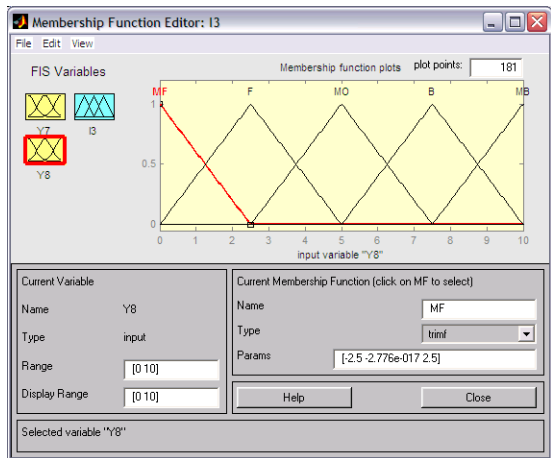 Membership Function Editor: I3
File Edit View
FIS Variables
Y7
I3
Y8
Membership function plots
plot points:
181
MF F MO B MB
1
0.5
0
0 1 2 3 4 5 6 7 8 9 10
input variable "Y8"
Current Variable
Name Y8
Type input
Range [0 10]
Display Range [0 10]
Current Membership Function (click on MF to select)
Name MF
Type trimf
Params [-2.5 -2.776e-017 2.5]
Help Close
Selected variable "Y8"